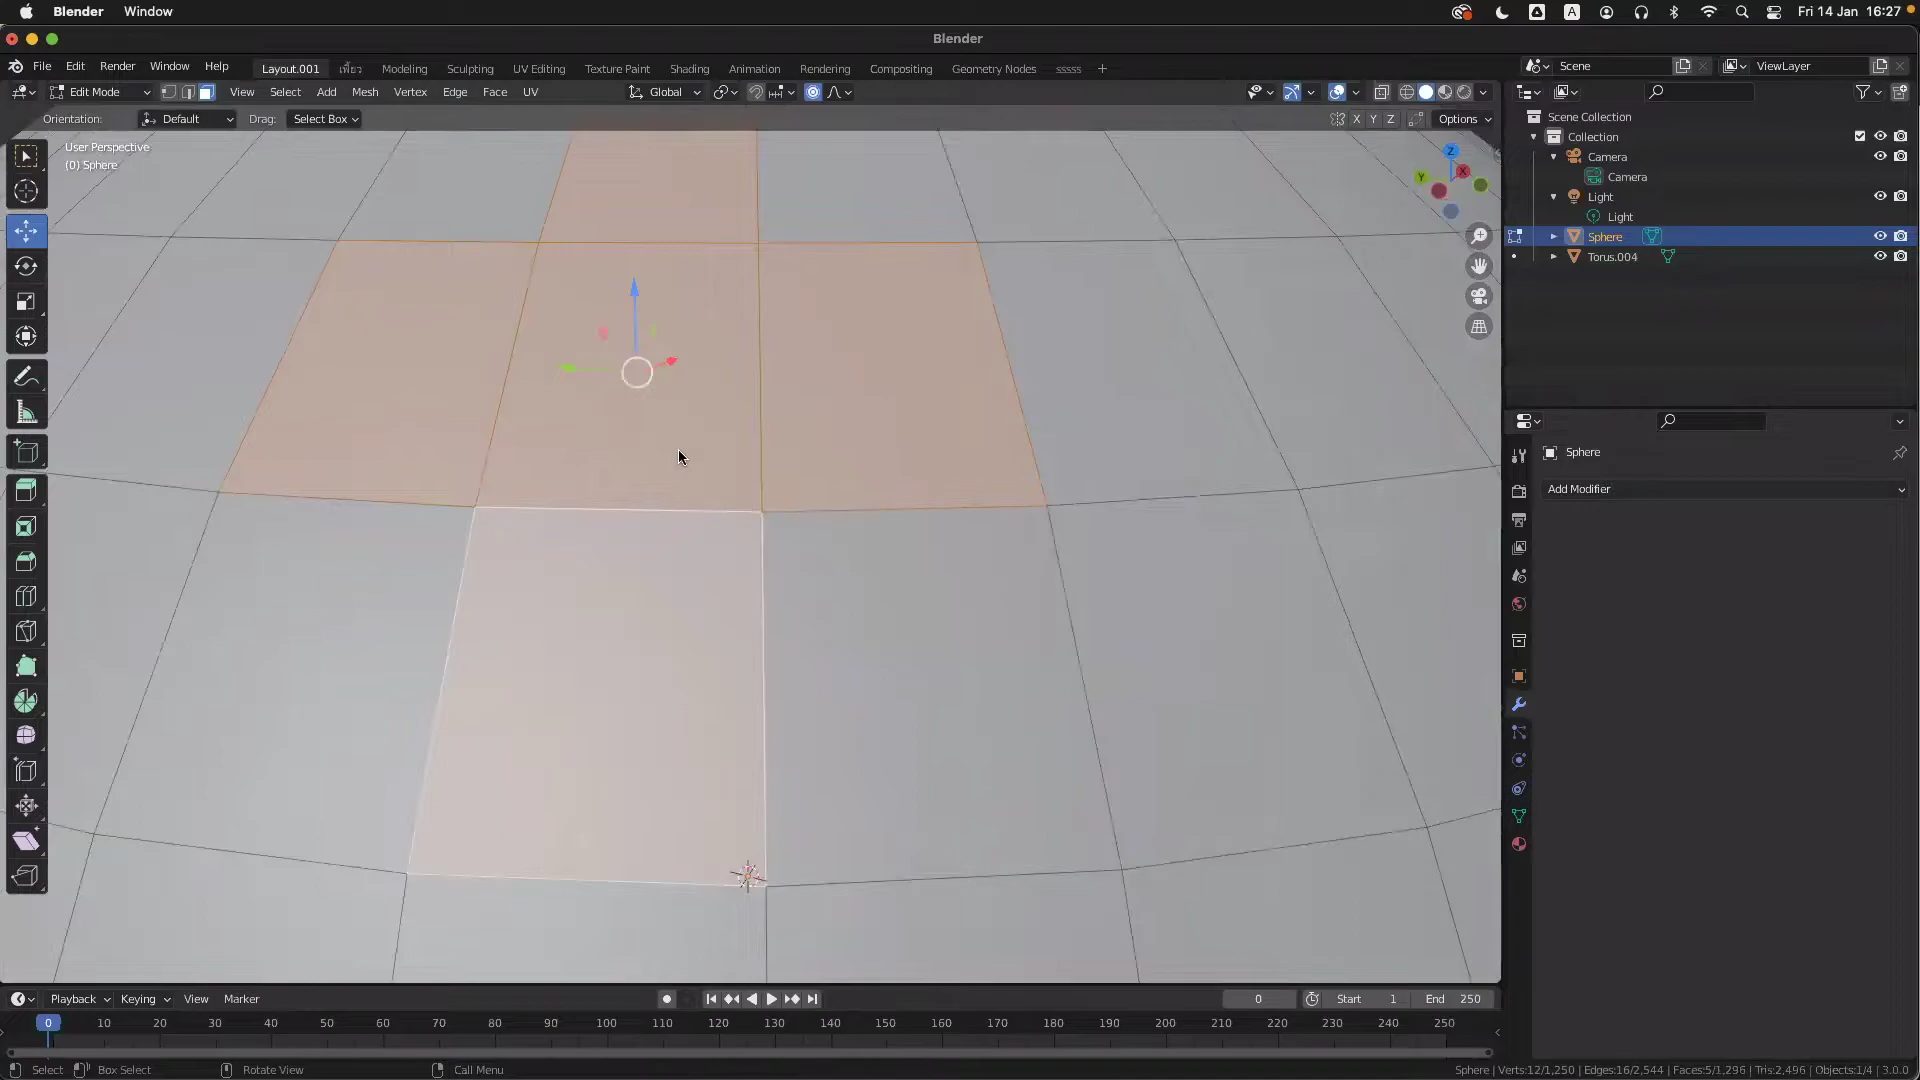 Blender Window Fri 14 Jan 16:27
Blender
File Edit Render Window Help Layout.001 เพี้ยว Modeling Sculpting UV Editing Texture Paint Shading Animation Rendering Compositing Geometry Nodes sssss + Scene ViewLayer
Edit Mode View Select Add Mesh Vertex Edge Face UV Global
Orientation: Default Drag: Select Box X Y Z Options
User Perspective
(0) Sphere
Z
X
Y
Scene Collection
Collection
Camera
Camera
Light
Light
Sphere
Torus.004
Sphere
Add Modifier
Playback Keying View Marker 0 Start 1 End 250
0 10 20 30 40 50 60 70 80 90 100 110 120 130 140 150 160 170 180 190 200 210 220 230 240 250
Select Box Select Rotate View Call Menu Sphere | Verts:12/1,250 | Edges:16/2,544 | Faces:5/1,296 | Tris:2,496 | Objects:1/4 | 3.0.0